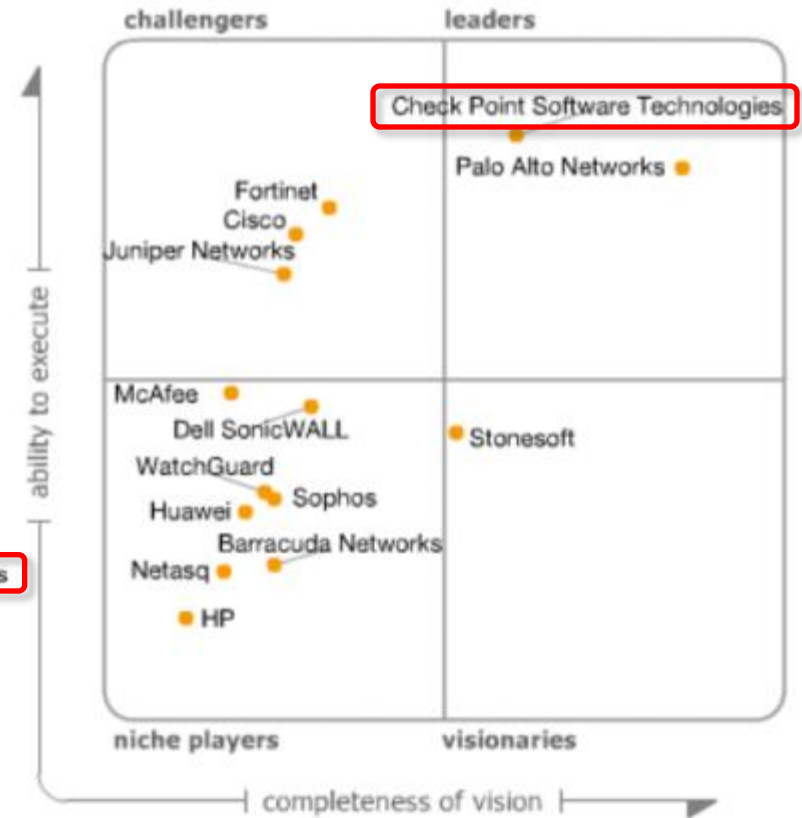 challengers
leaders
Check Point Software Technologies
Palo Alto Networks
Fortinet
Cisco
Juniper Networks
ability to execute
McAfee
Dell SonicWALL
Stonesoft
WatchGuard
Sophos
Huawei
Barracuda Networks
Netasq
s
HP
niche players
visionaries
completeness of vision